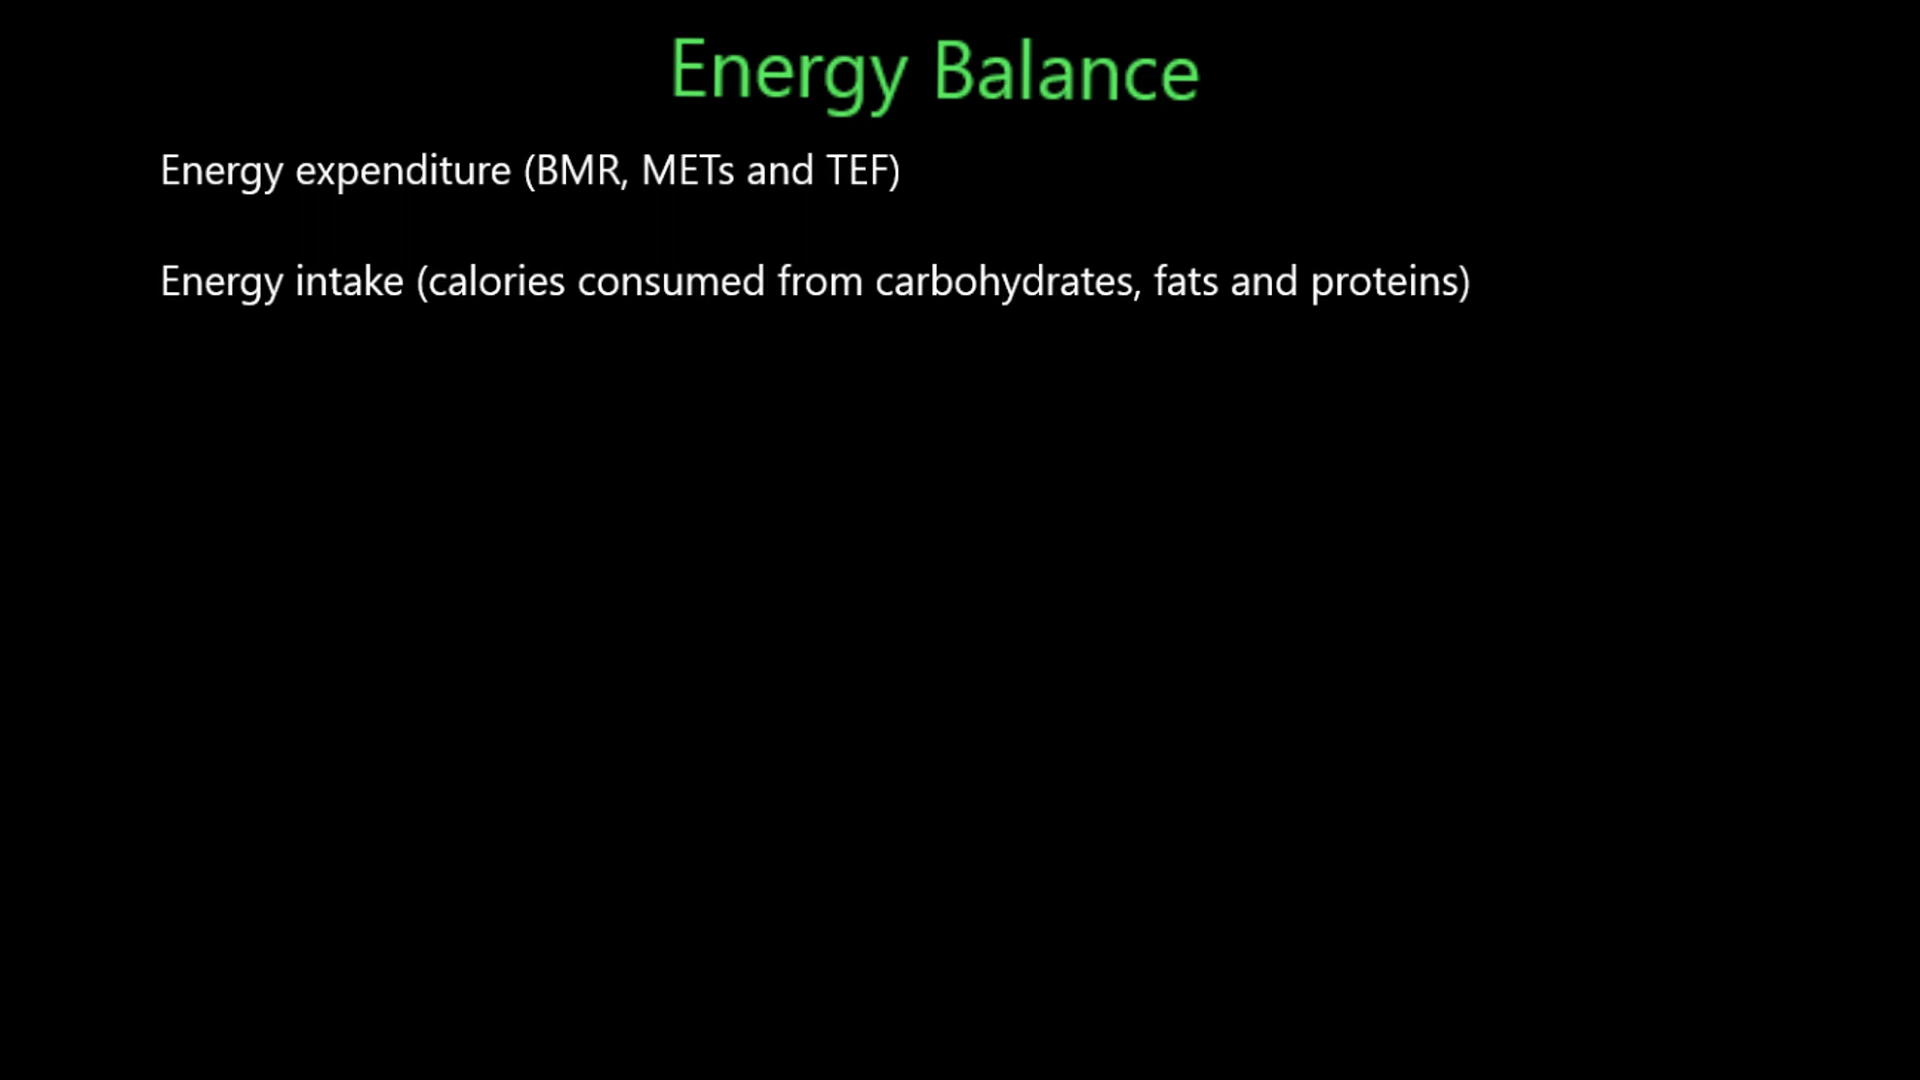 Energy Balance
Energy expenditure (BMR, METs and TEF)
Energy intake (calories consumed from carbohydrates, fats and proteins)